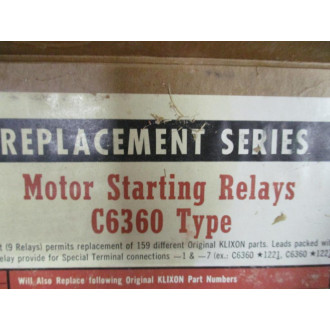 REPLACEMENT SERIES
Motor Starting Relays
C6360 Type
t (9 Relays) permits replacement of 159 different Original KLIXON parts. Leads packed wit
elay provide for Special Terminal connections —1 & —7 (ex.: C6360 ★122J, C6360 ★122
Will Also Replace following Original KLIXON Part Numbers